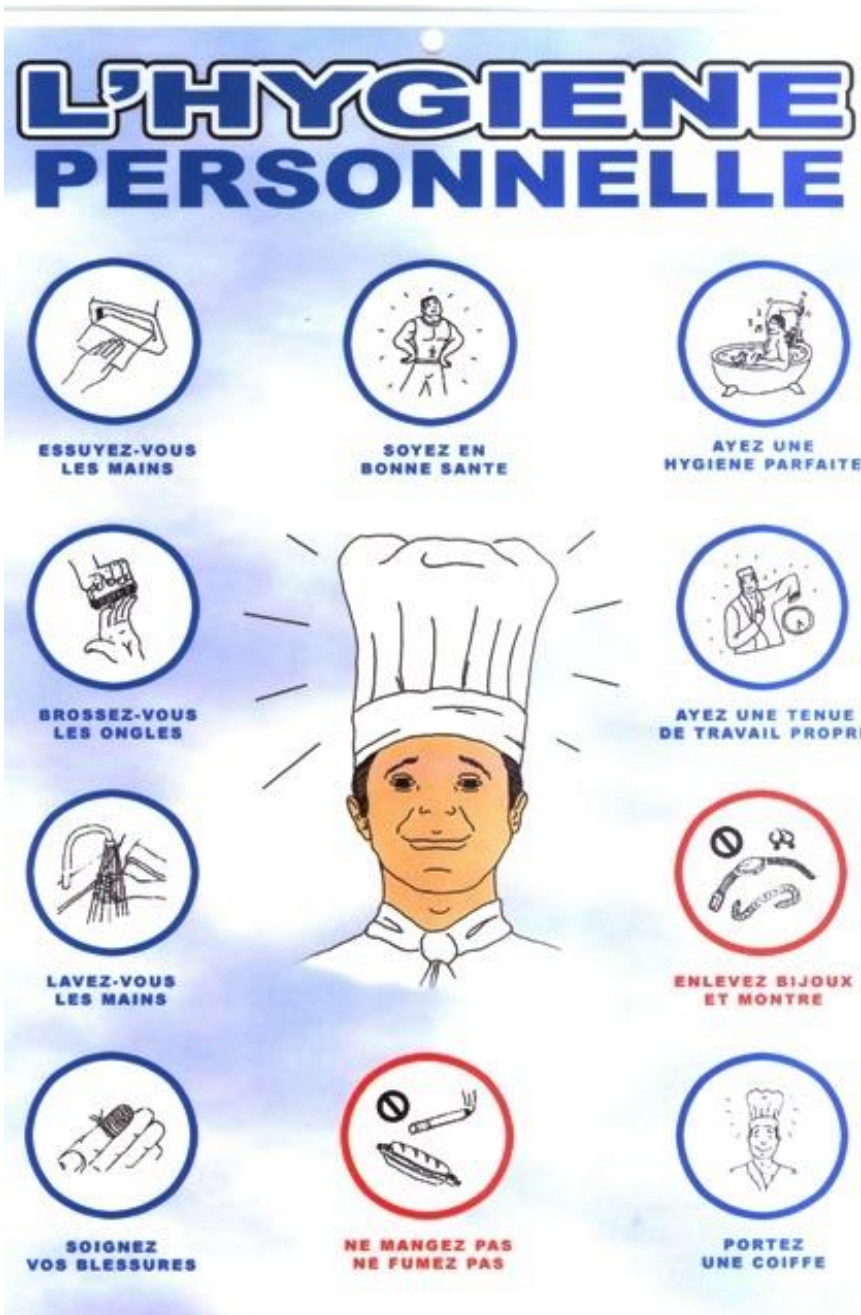 L'HYGIENE
PERSONNELLE
ESSUYEZ-VOUS
LES MAINS
SOYEZ EN
BONNE SANTE
AYEZ UNE
HYGIENE PARFAITE
BROSSEZ-VOUS
LES ONGLES
AYEZ UNE TENUE
DE TRAVAIL PROPR
LAVEZ-VOUS
LES MAINS
ENLEVEZ BIJOUX
ET MONTRE
SOIGNEZ
VOS BLESSURES
NE MANGEZ PAS
NE FUMEZ PAS
PORTEZ
UNE COIFFE